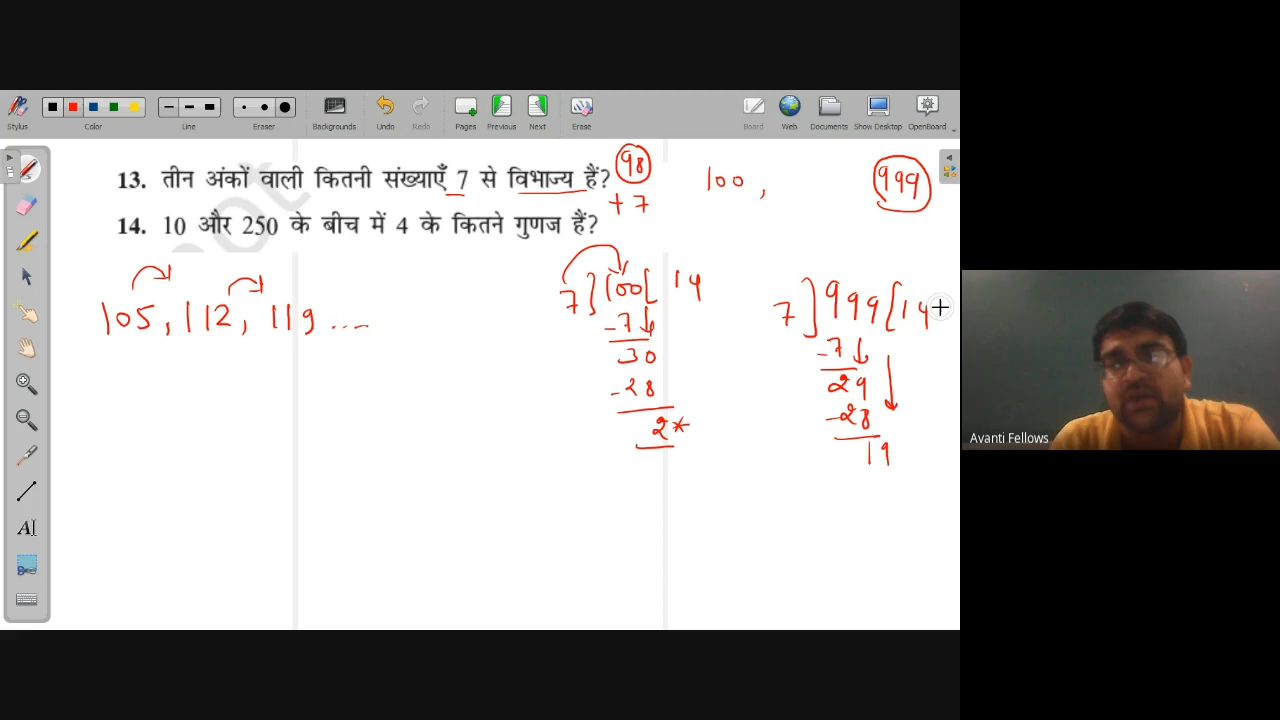 Stylus Color Line Eraser Backgrounds Undo Redo Pages Previous Next Erase Board Web Documents Show Desktop OpenBoard
13. तीन अंकों वाली कितनी संख्याएँ 7 से विभाज्य हैं?
98
+ 7
100,
999
14. 10 और 250 के बीच में 4 के कितने गुणज हैं?
105, 112, 119 ....
7) 100 ( 14
-7
30
-28
2*
7) 999 ( 14
-7
29
-28
19
Avanti Fellows